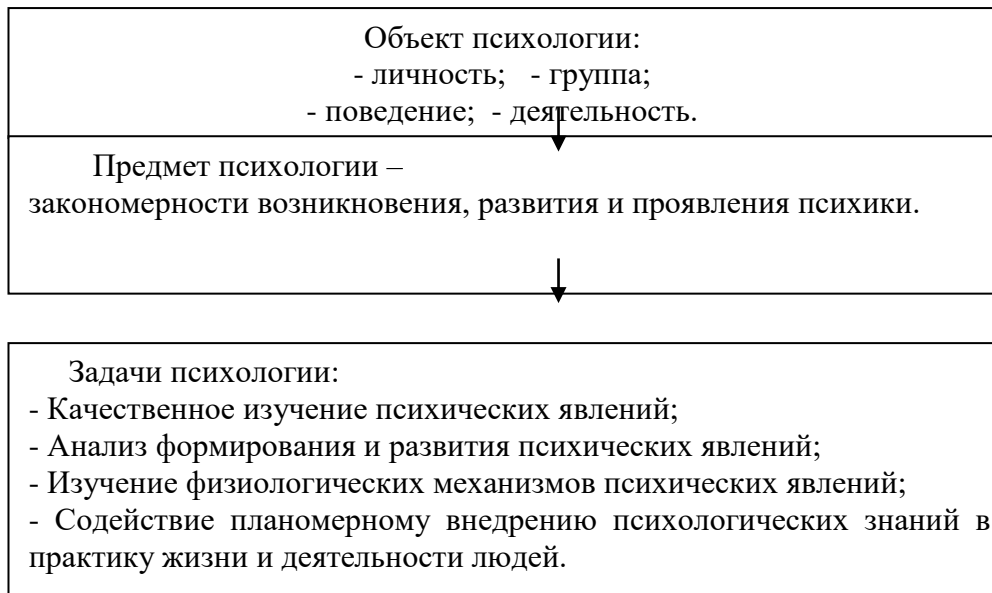 Объект психологии:
- личность; - группа;
- поведение; - деятельность.
Предмет психологии –
закономерности возникновения, развития и проявления психики.
Задачи психологии:
- Качественное изучение психических явлений;
- Анализ формирования и развития психических явлений;
- Изучение физиологических механизмов психических явлений;
- Содействие планомерному внедрению психологических знаний в
практику жизни и деятельности людей.